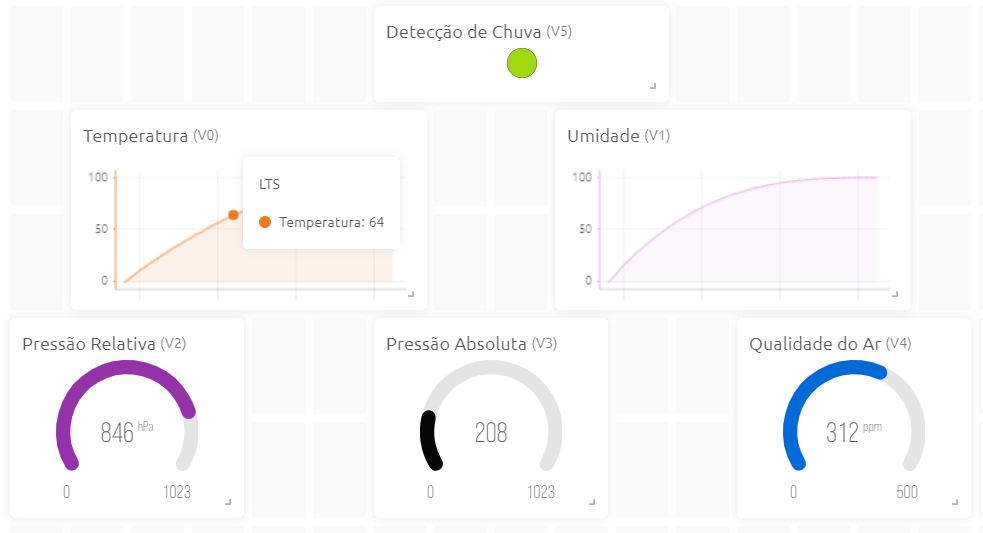 Detecção de Chuva (V5)
Temperatura (V0)
100
50
0
LTS
Temperatura: 64
Umidade (V1)
100
50
0
Pressão Relativa (V2)
846 hPa
0 1023
Pressão Absoluta (V3)
208
0 1023
Qualidade do Ar (V4)
312 ppm
0 500